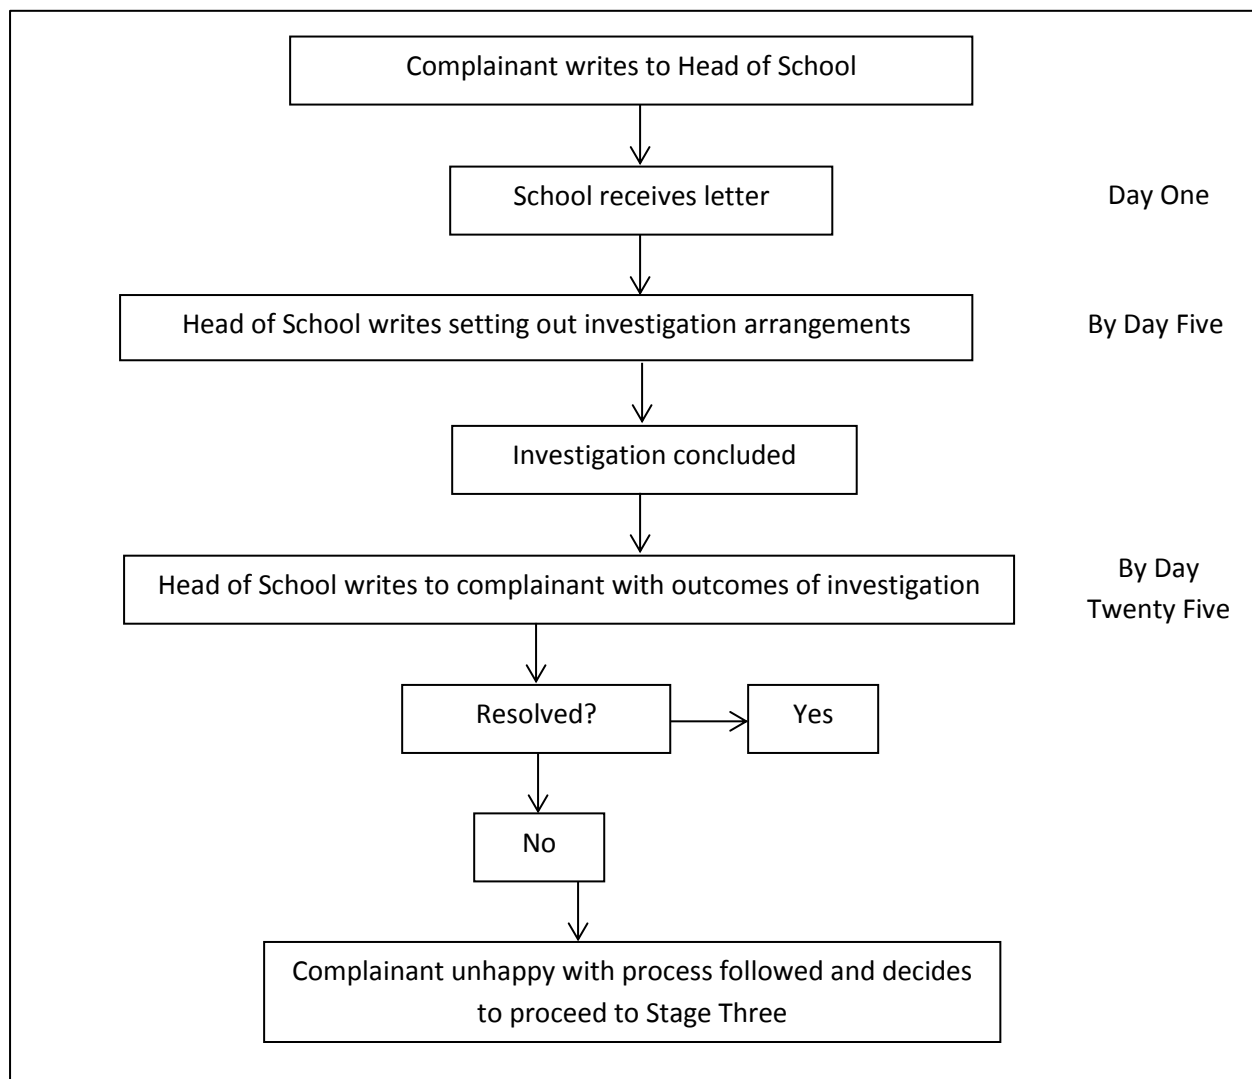 Complainant writes to Head of School
School receives letter
Day One
Head of School writes setting out investigation arrangements
By Day Five
Investigation concluded
Head of School writes to complainant with outcomes of investigation
By Day
Twenty Five
Resolved?
Yes
No
Complainant unhappy with process followed and decides
to proceed to Stage Three